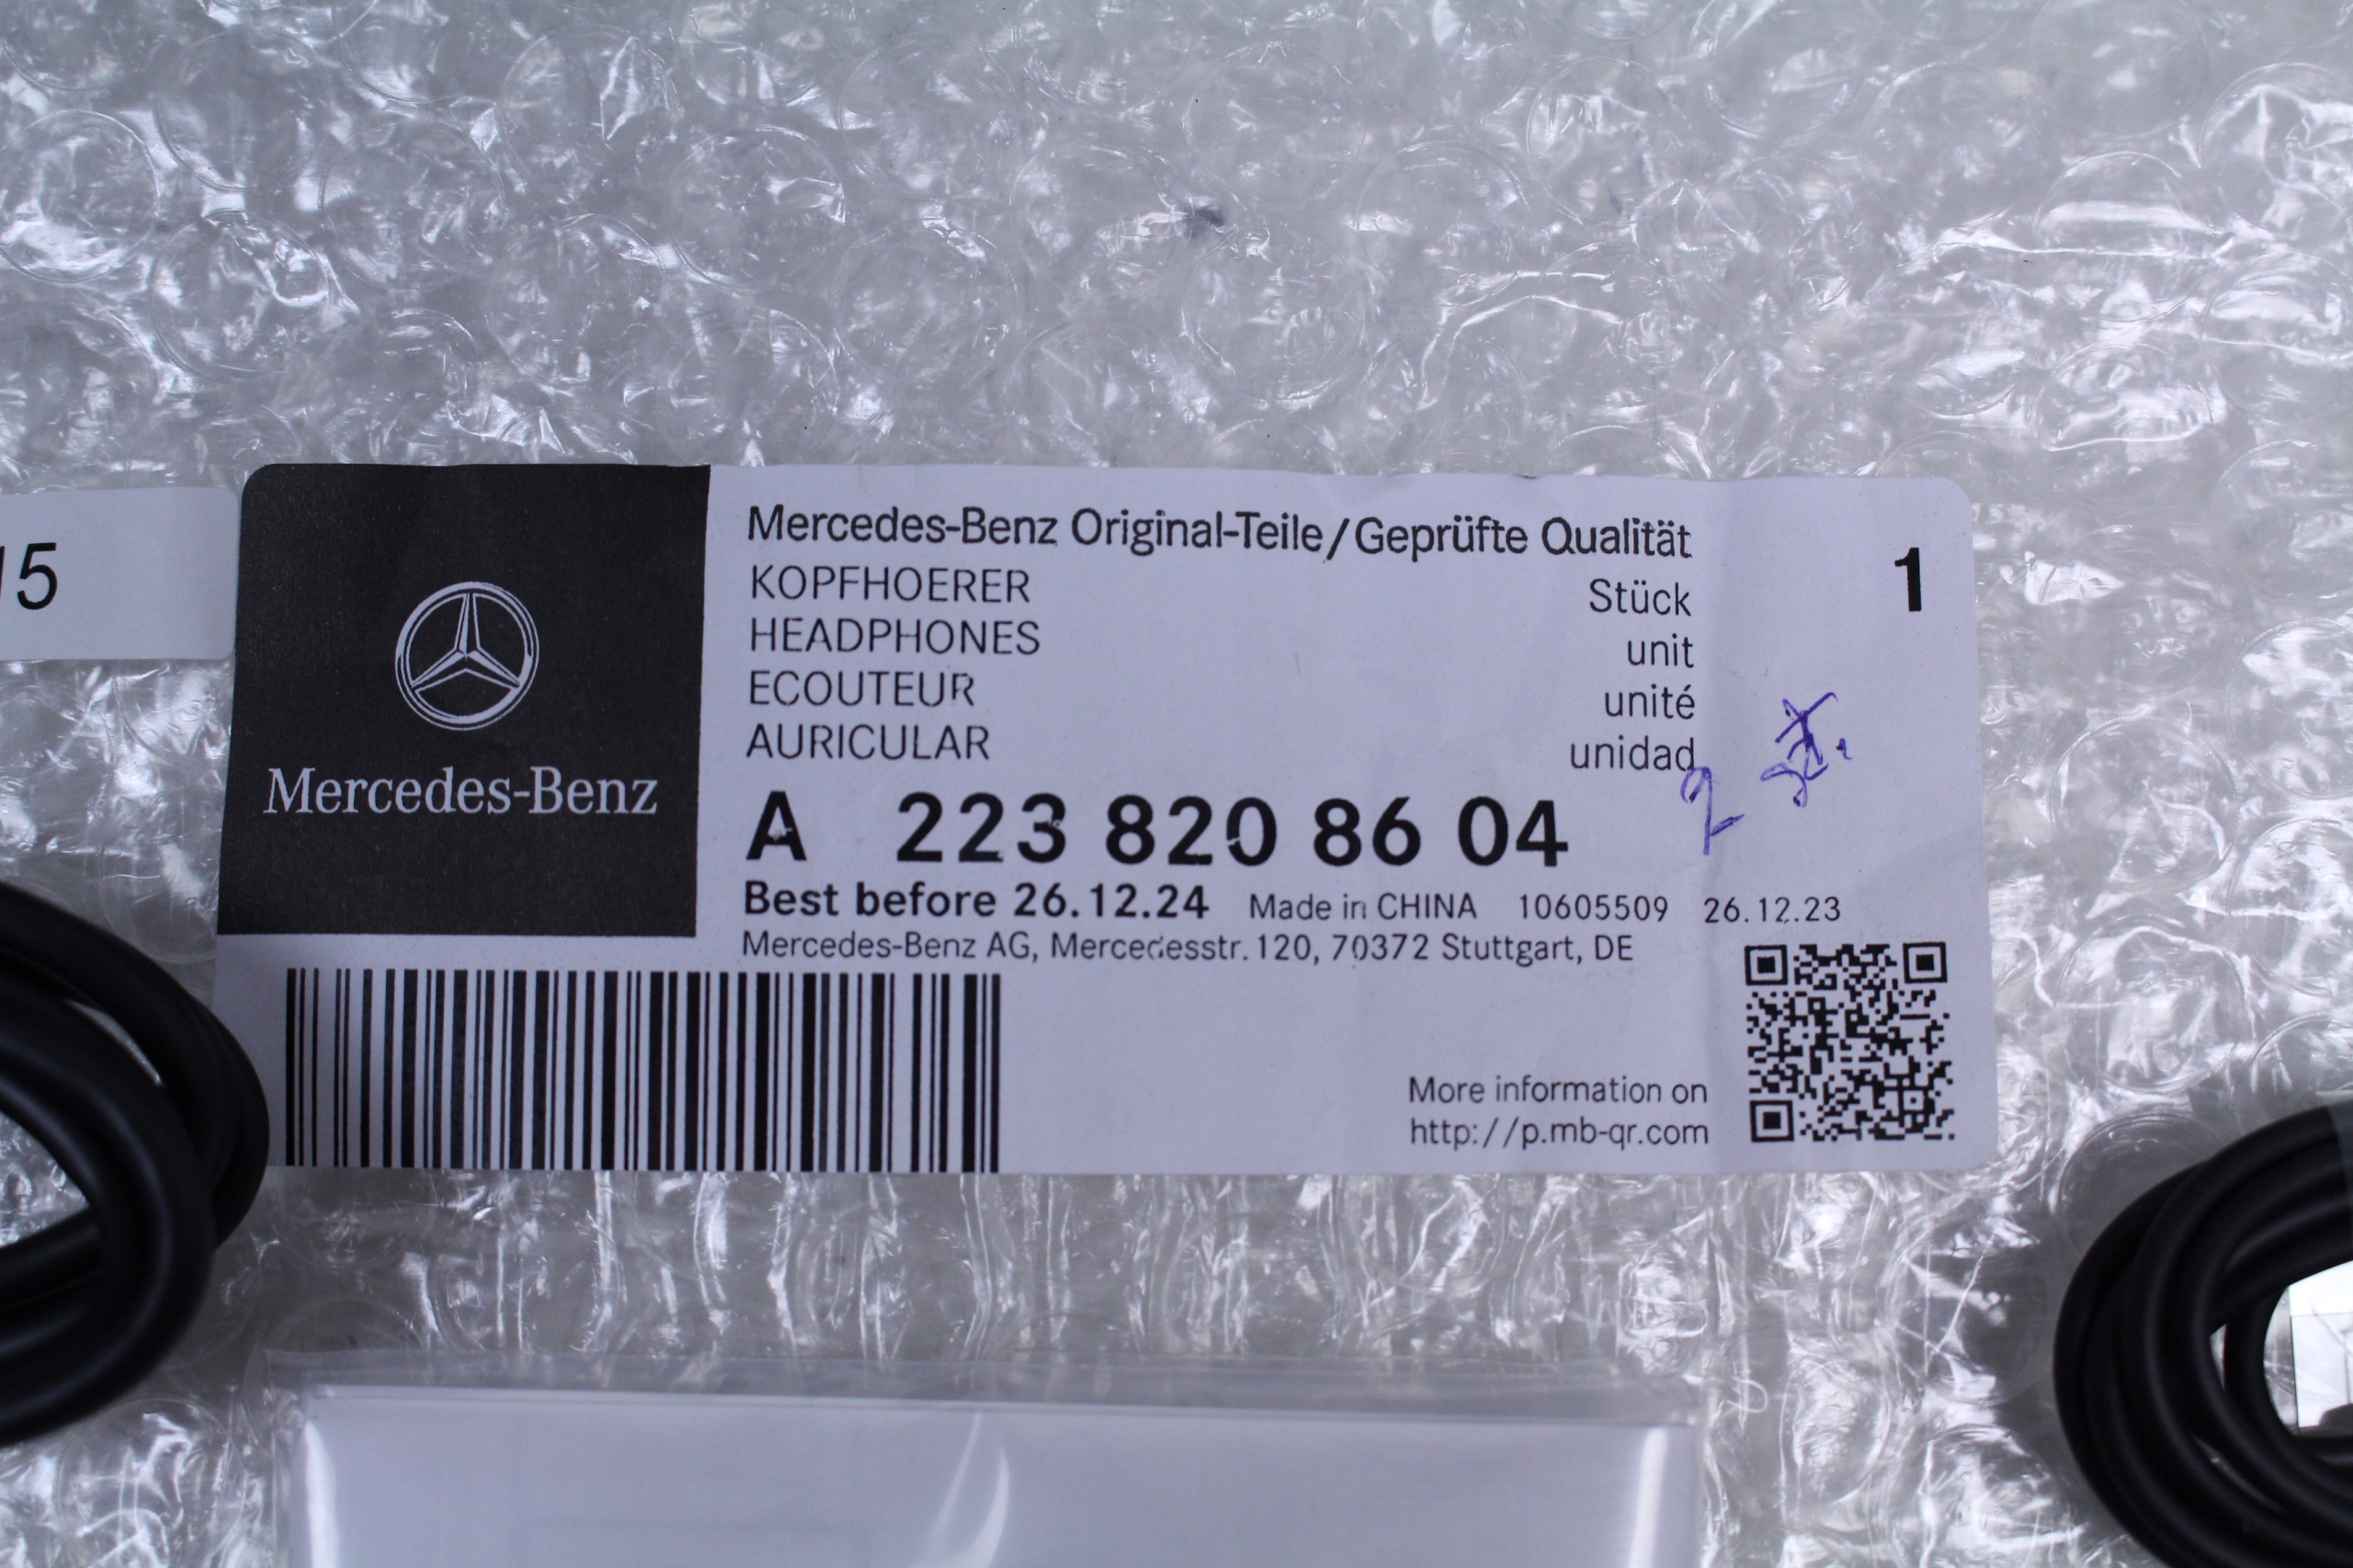 15
Mercedes-Benz
Mercedes-Benz Original-Teile/Geprüfte Qualität
KOPFHOERER
HEADPHONES
ECOUTEUR
AURICULAR
Stück 1
unit
unité
unidad
2
A 223 820 86 04
Best before 26.12.24 Made in CHINA 10605509 26.12.23
Mercedes-Benz AG, Mercedesstr. 120, 70372 Stuttgart, DE
More information on
http://p.mb-qr.com